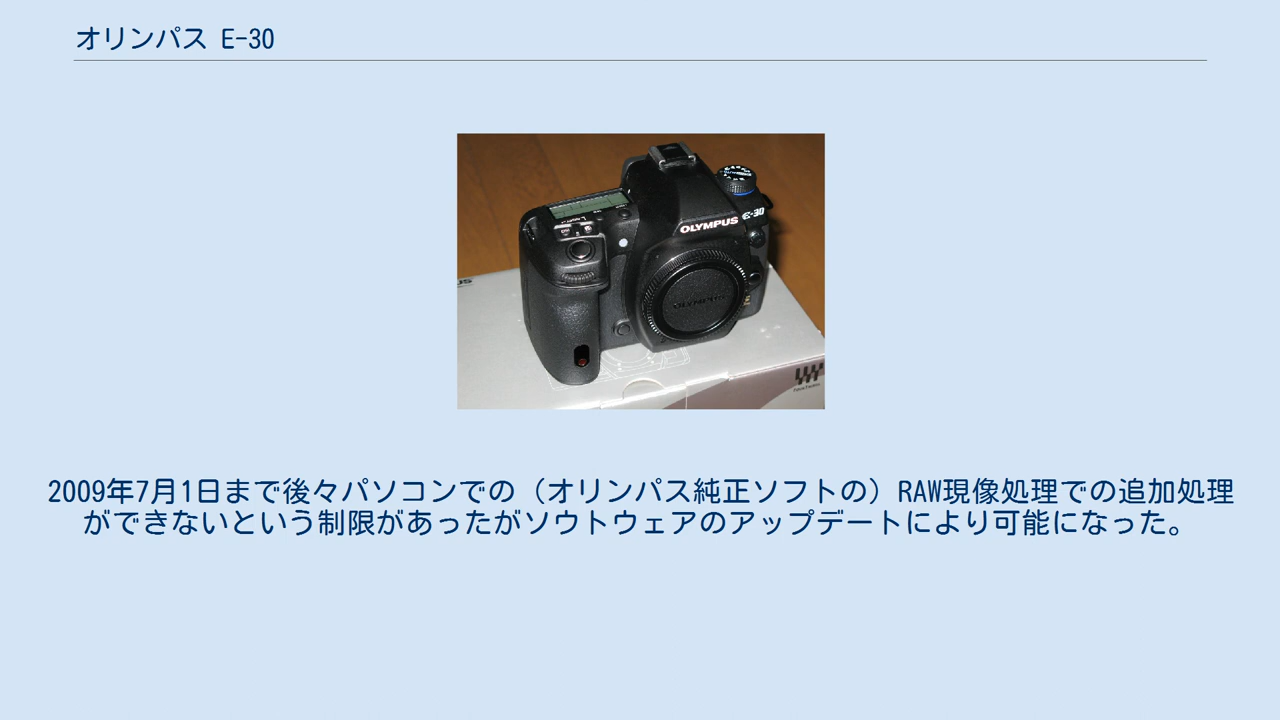 オリンパス E-30
OLYMPUS
E-30
OLYMPUS
2009年7月1日まで後々パソコンでの（オリンパス純正ソフトの）RAW現像処理での追加処理
ができないという制限があったがソウトウェアのアップデートにより可能になった。